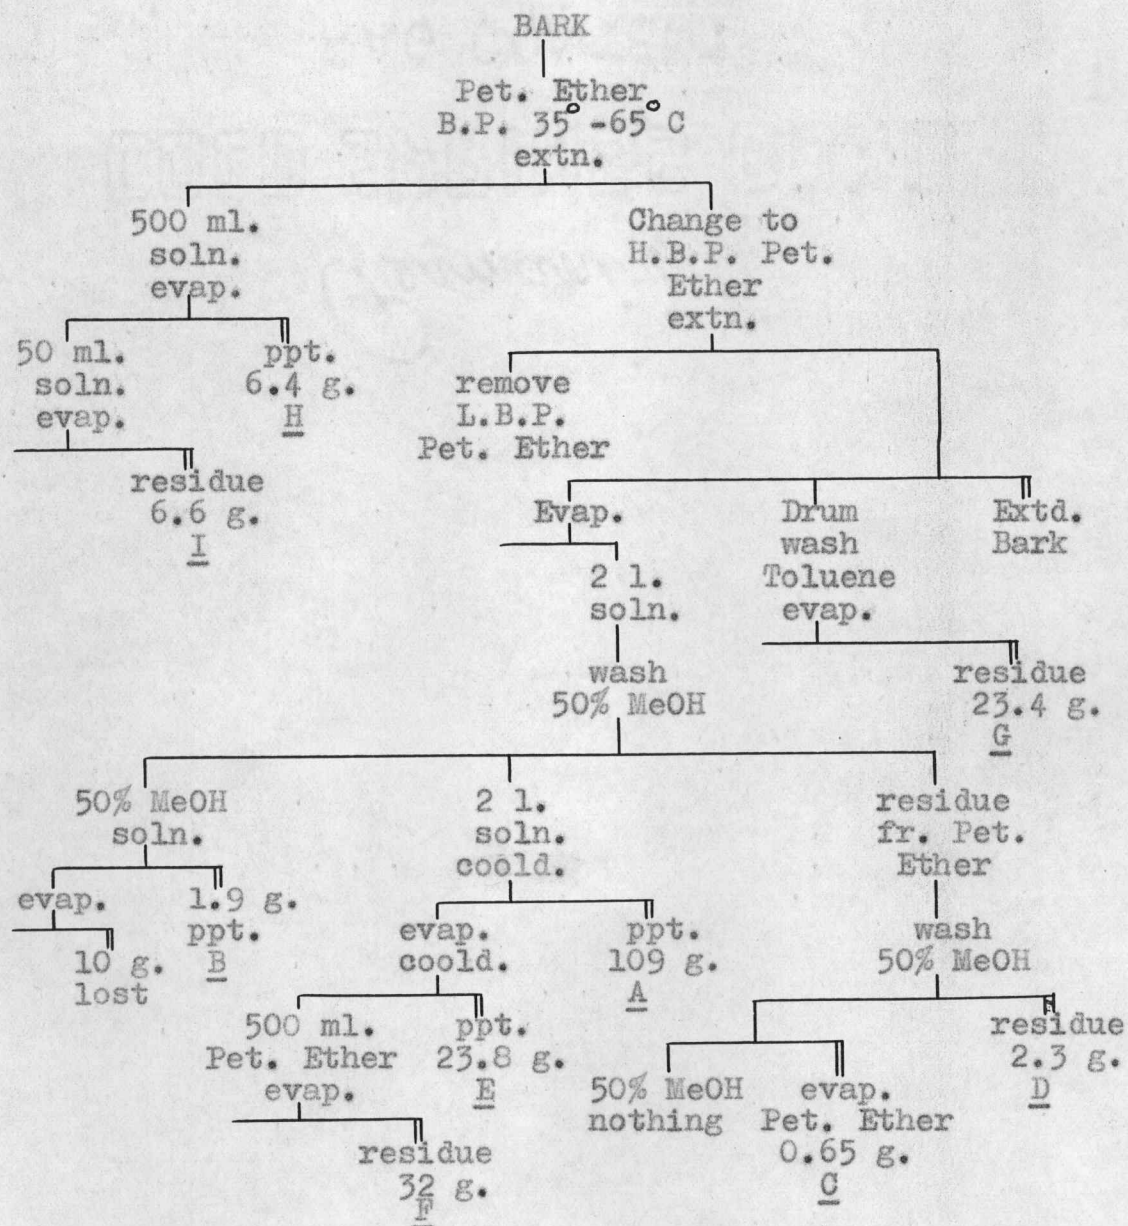 BARK
Pet. Ether
B.P. 35° -65° C
extn.
500 ml.
soln.
evap.
Change to
H.B.P. Pet.
Ether
extn.
50 ml.
soln.
evap.
ppt.
6.4 g.
H
remove
L.B.P.
Pet. Ether
residue
6.6 g.
I
Evap.
Drum
wash
Toluene
evap.
Extd.
Bark
2 l.
soln.
wash
50% MeOH
residue
23.4 g.
G
50% MeOH
soln.
2 l.
soln.
coold.
residue
fr. Pet.
Ether
evap.
1.9 g.
ppt.
B
10 g.
lost
evap.
coold.
ppt.
109 g.
A
wash
50% MeOH
500 ml.
Pet. Ether
evap.
ppt.
23.8 g.
E
50% MeOH
nothing
evap.
Pet. Ether
0.65 g.
C
residue
2.3 g.
D
residue
32 g.
F